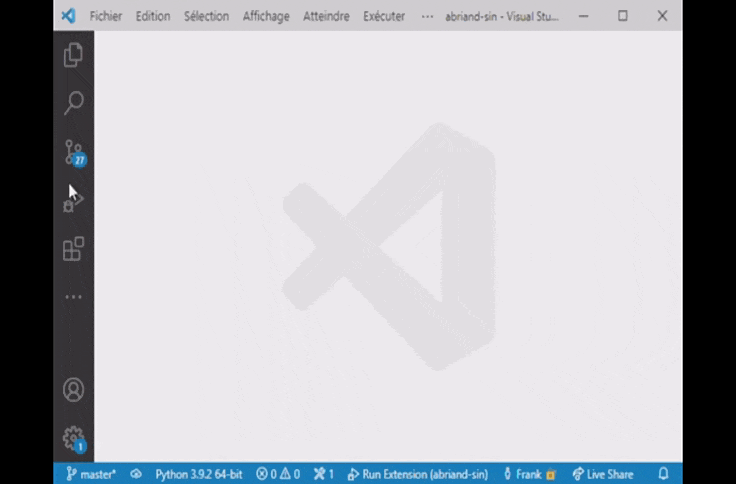 Fichier Edition Sélection Affichage Atteindre Exécuter ··· abriand-sin - Visual Stu...
27
1
master* Python 3.9.2 64-bit 0 0 1 Run Extension (abriand-sin) Frank Live Share